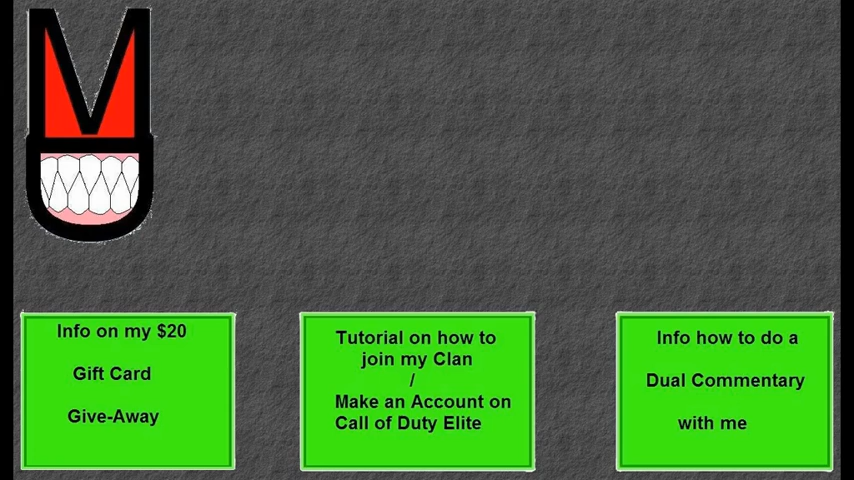 Info on my $20
Gift Card
Give-Away
Tutorial on how to
join my Clan
/
Make an Account on
Call of Duty Elite
Info how to do a
Dual Commentary
with me